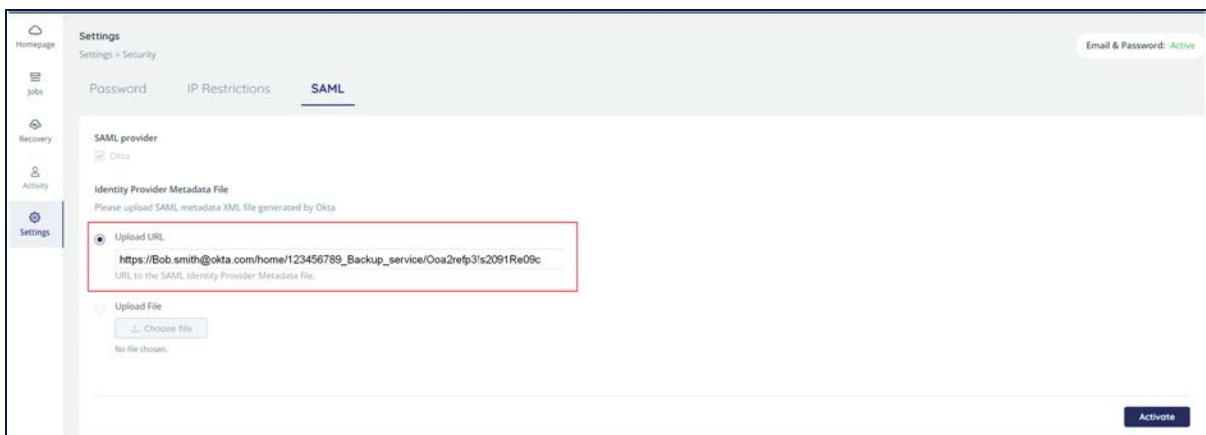 Homepage
Jobs
Recovery
Activity
Settings
Settings
Settings > Security
Email & Password: Active
Password IP Restrictions SAML
SAML provider
Okta
Identity Provider Metadata File
Please upload SAML metadata XML file generated by Okta
Upload URL
https://Bob.smith@okta.com/home/123456789_Backup_service/Ooa2refp3!s2091Re09c
URL to the SAML Identity Provider Metadata file.
Upload File
Choose file
No file chosen.
Activate